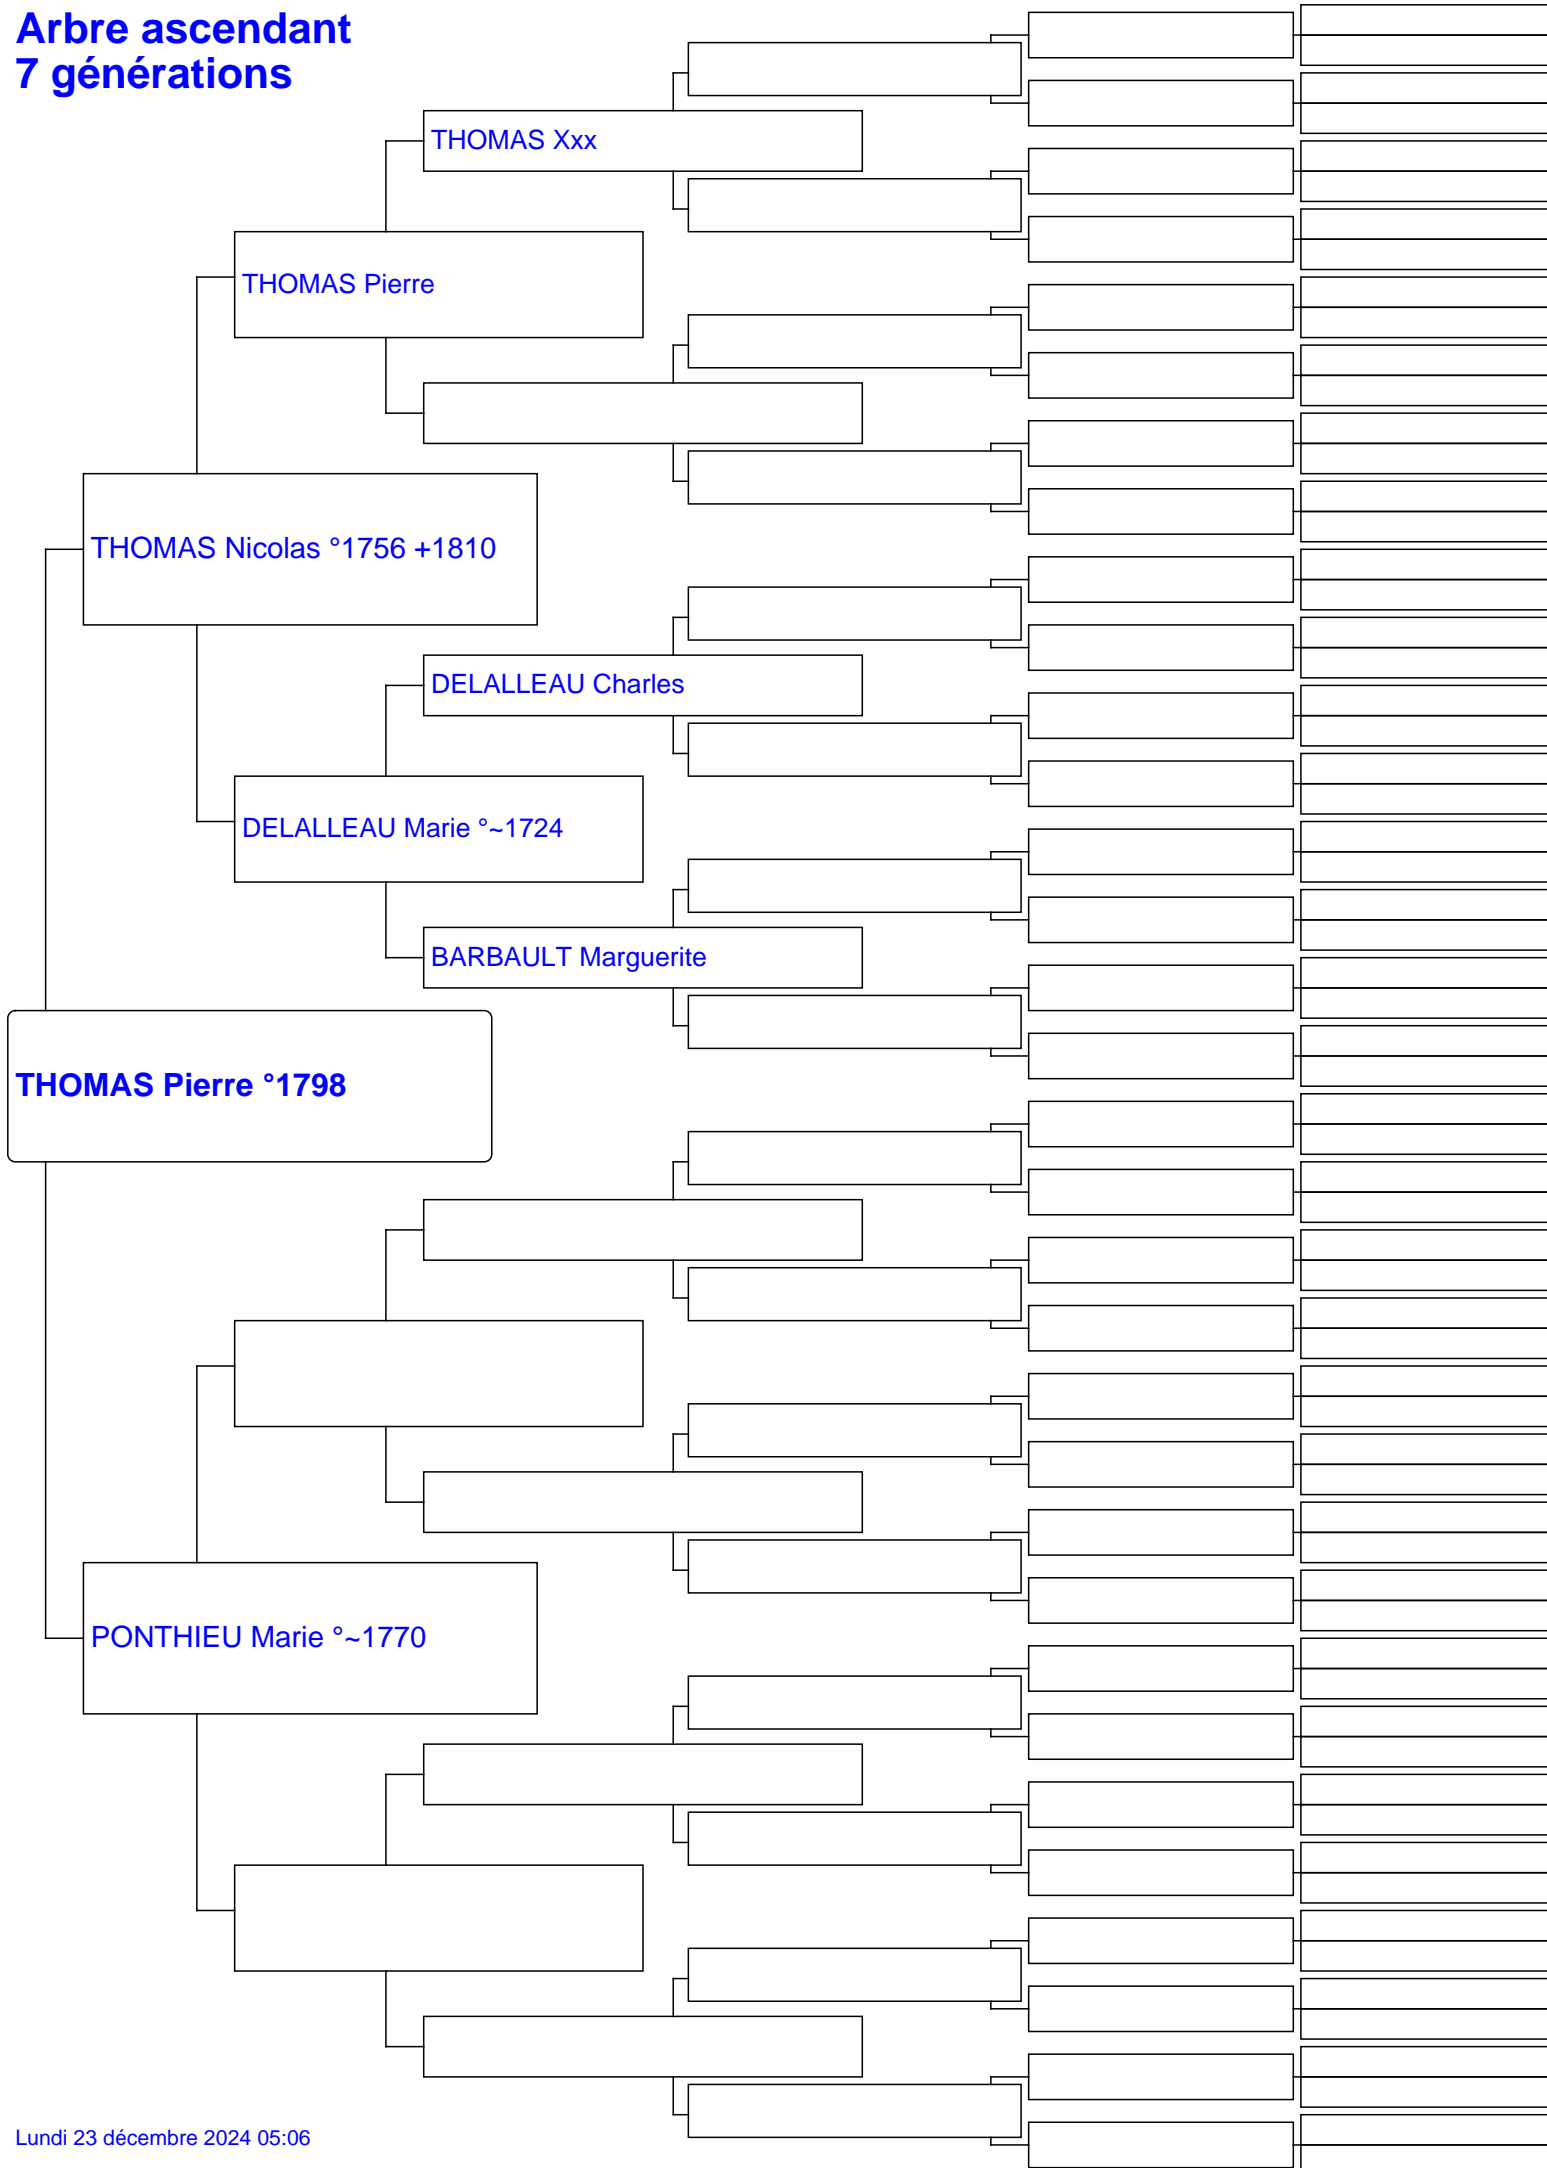 Arbre ascendant
7 générations
THOMAS Xxx
THOMAS Pierre
THOMAS Nicolas °1756 +1810
DELALLEAU Charles
DELALLEAU Marie °~1724
BARBAULT Marguerite
THOMAS Pierre °1798
PONTHIEU Marie °~1770
Lundi 23 décembre 2024 05:06